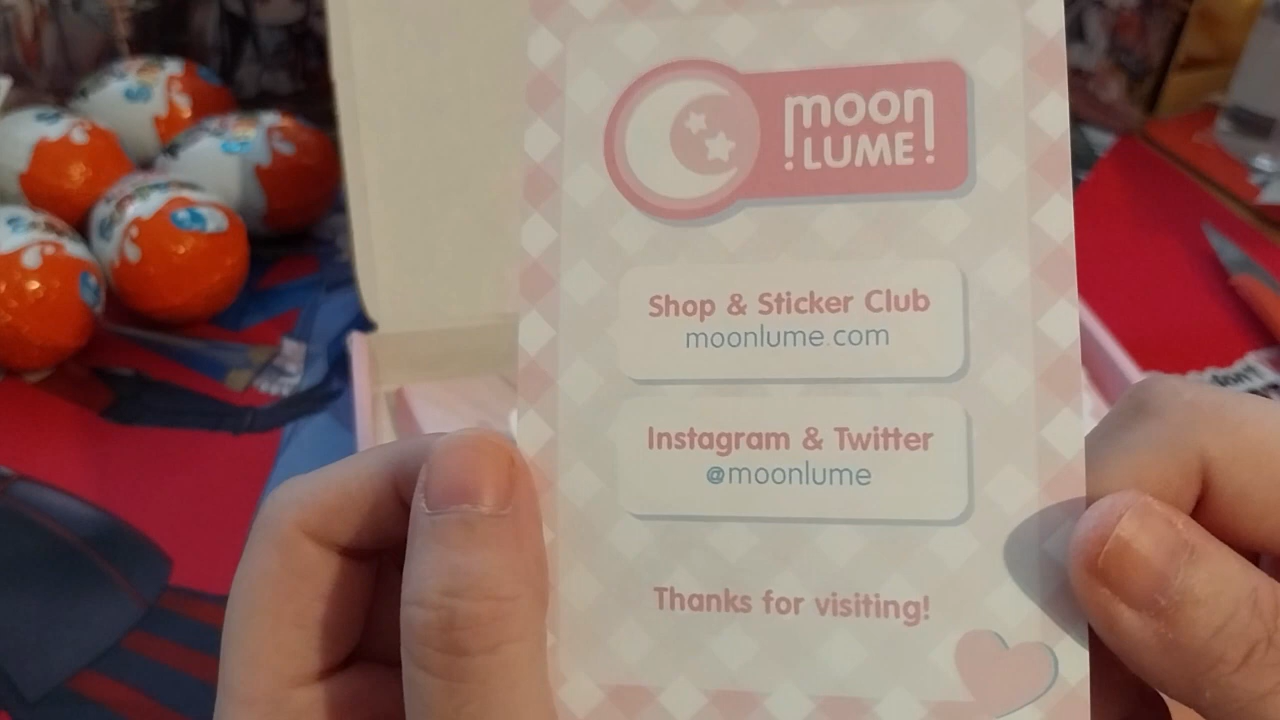 moon
LUME
Shop & Sticker Club
moonlume.com
Instagram & Twitter
@moonlume
Thanks for visiting!